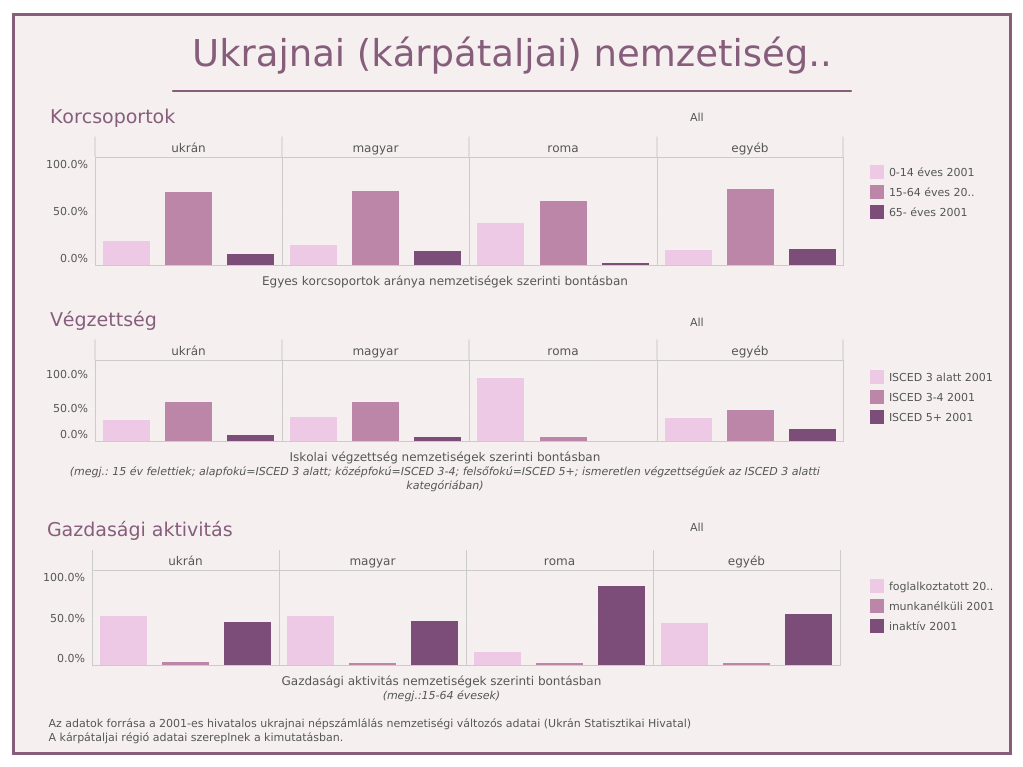 Ukrajnai (kárpátaljai) nemzetiség..
Korcsoportok
All
ukrán magyar roma egyéb
100.0%
50.0%
0.0%
0-14 éves 2001
15-64 éves 20..
65- éves 2001
Egyes korcsoportok aránya nemzetiségek szerinti bontásban
Végzettség
All
ukrán magyar roma egyéb
100.0%
50.0%
0.0%
ISCED 3 alatt 2001
ISCED 3-4 2001
ISCED 5+ 2001
Iskolai végzettség nemzetiségek szerinti bontásban
(megj.: 15 év felettiek; alapfokú=ISCED 3 alatt; középfokú=ISCED 3-4; felsőfokú=ISCED 5+; ismeretlen végzettségűek az ISCED 3 alatti
kategóriában)
Gazdasági aktivitás
All
ukrán magyar roma egyéb
100.0%
50.0%
0.0%
foglalkoztatott 20..
munkanélküli 2001
inaktív 2001
Gazdasági aktivitás nemzetiségek szerinti bontásban
(megj.:15-64 évesek)
Az adatok forrása a 2001-es hivatalos ukrajnai népszámlálás nemzetiségi változós adatai (Ukrán Statisztikai Hivatal)
A kárpátaljai régió adatai szereplnek a kimutatásban.